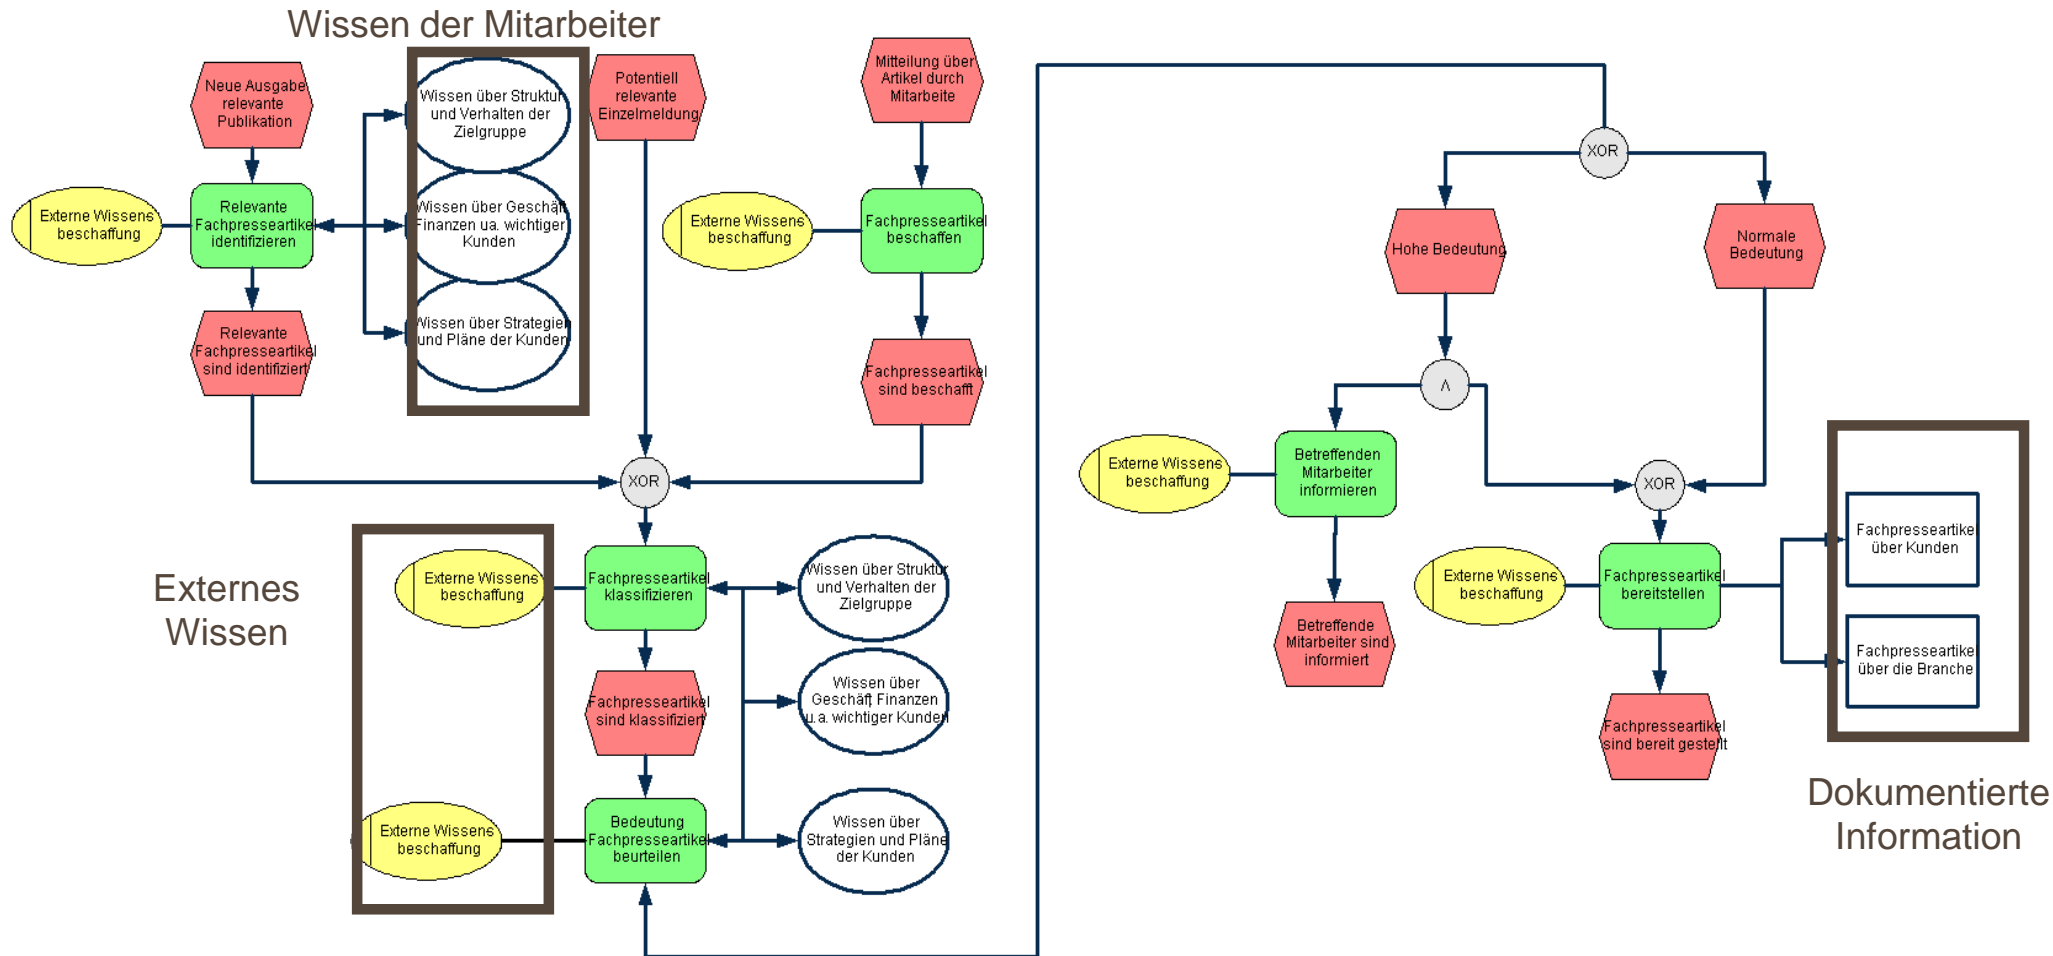 Wissen der Mitarbeiter
Neue Ausgabe
relevante
Publikation
Wissen über Struktur
und Verhalten der
Zielgruppe
Potentiell
relevante
Einzelmeldung
Mitteilung über
Artikel durch
Mitarbeite
XOR
Externe Wissens
beschaffung
Relevante
Fachpresseartikel
identifizieren
Wissen über Geschäft
Finanzen ua. wichtiger
Kunden
Externe Wissens
beschaffung
Fachpresseartikel
beschaffen
Hohe Bedeutung
Normale
Bedeutung
Relevante
Fachpresseartikel
sind identifiziert
Wissen über Strategien
und Pläne der Kunden
Fachpresseartikel
sind beschafft
Λ
XOR
Externe Wissens
beschaffung
Betreffenden
Mitarbeiter
informieren
XOR
Fachpresseartikel
über Kunden
Externes
Wissen
Externe Wissens
beschaffung
Fachpresseartikel
klassifizieren
Wissen über Struktur
und Verhalten der
Zielgruppe
Externe Wissens
beschaffung
Fachpresseartikel
bereitstellen
Betreffende
Mitarbeiter sind
informiert
Fachpresseartikel
über die Branche
Fachpresseartikel
sind klassifiziert
Wissen über
Geschäft, Finanzen
u.a. wichtiger Kunden
Fachpresseartikel
sind bereit gestellt
Externe Wissens
beschaffung
Bedeutung
Fachpresseartikel
beurteilen
Wissen über
Strategien und Pläne
der Kunden
Dokumentierte
Information